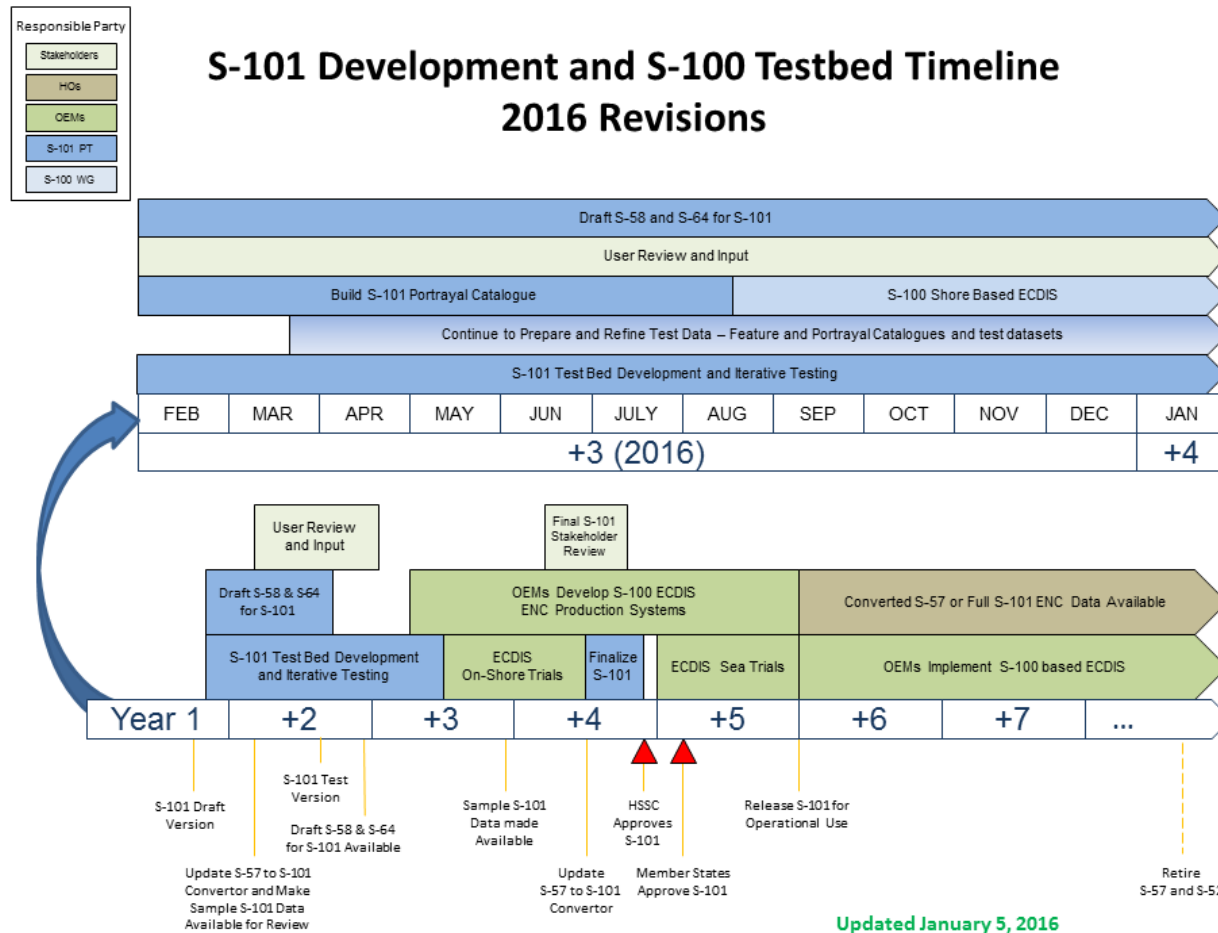 Responsible Party
Stakeholders
HOs
OEMs
S-101 PT
S-100 WG
S-101 Development and S-100 Testbed Timeline
2016 Revisions
Draft S-58 and S-64 for S-101
User Review and Input
Build S-101 Portrayal Catalogue
S-100 Shore Based ECDIS
Continue to Prepare and Refine Test Data – Feature and Portrayal Catalogues and test datasets
S-101 Test Bed Development and Iterative Testing
FEB MAR APR MAY JUN JULY AUG SEP OCT NOV DEC JAN
+3 (2016) +4
User Review
and Input
Final S-101
Stakeholder
Review
Draft S-58 & S-64
for S-101
OEMs Develop S-100 ECDIS
ENC Production Systems
Converted S-57 or Full S-101 ENC Data Available
S-101 Test Bed Development
and Iterative Testing
ECDIS
On-Shore Trials
Finalize
S-101
ECDIS Sea Trials
OEMs Implement S-100 based ECDIS
Year 1 +2 +3 +4 +5 +6 +7 ...
S-101 Draft
Version
Update S-57 to S-101
Convertor and Make
Sample S-101 Data
Available for Review
S-101 Test
Version
Draft S-58 & S-64
for S-101 Available
Sample S-101
Data made
Available
Update
S-57 to S-101
Convertor
HSSC
Approves
S-101
Member States
Approve S-101
Release S-101 for
Operational Use
Retire
S-57 and S-52
Updated January 5, 2016